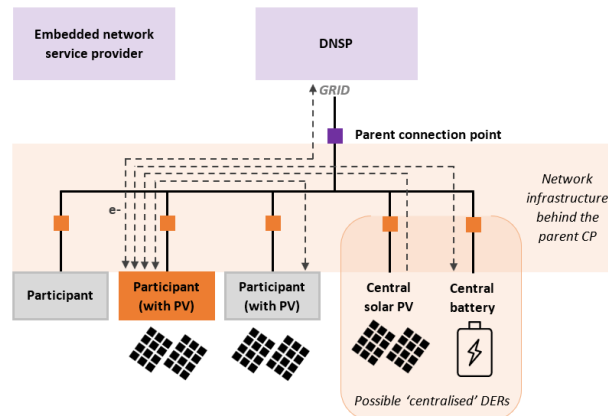 Embedded network
service provider
DNSP
GRID
Parent connection point
Network
infrastructure
behind the
parent CP
e-
Participant
Participant
(with PV)
Participant
(with PV)
Central
solar PV
Central
battery
Possible ‘centralised’ DERs